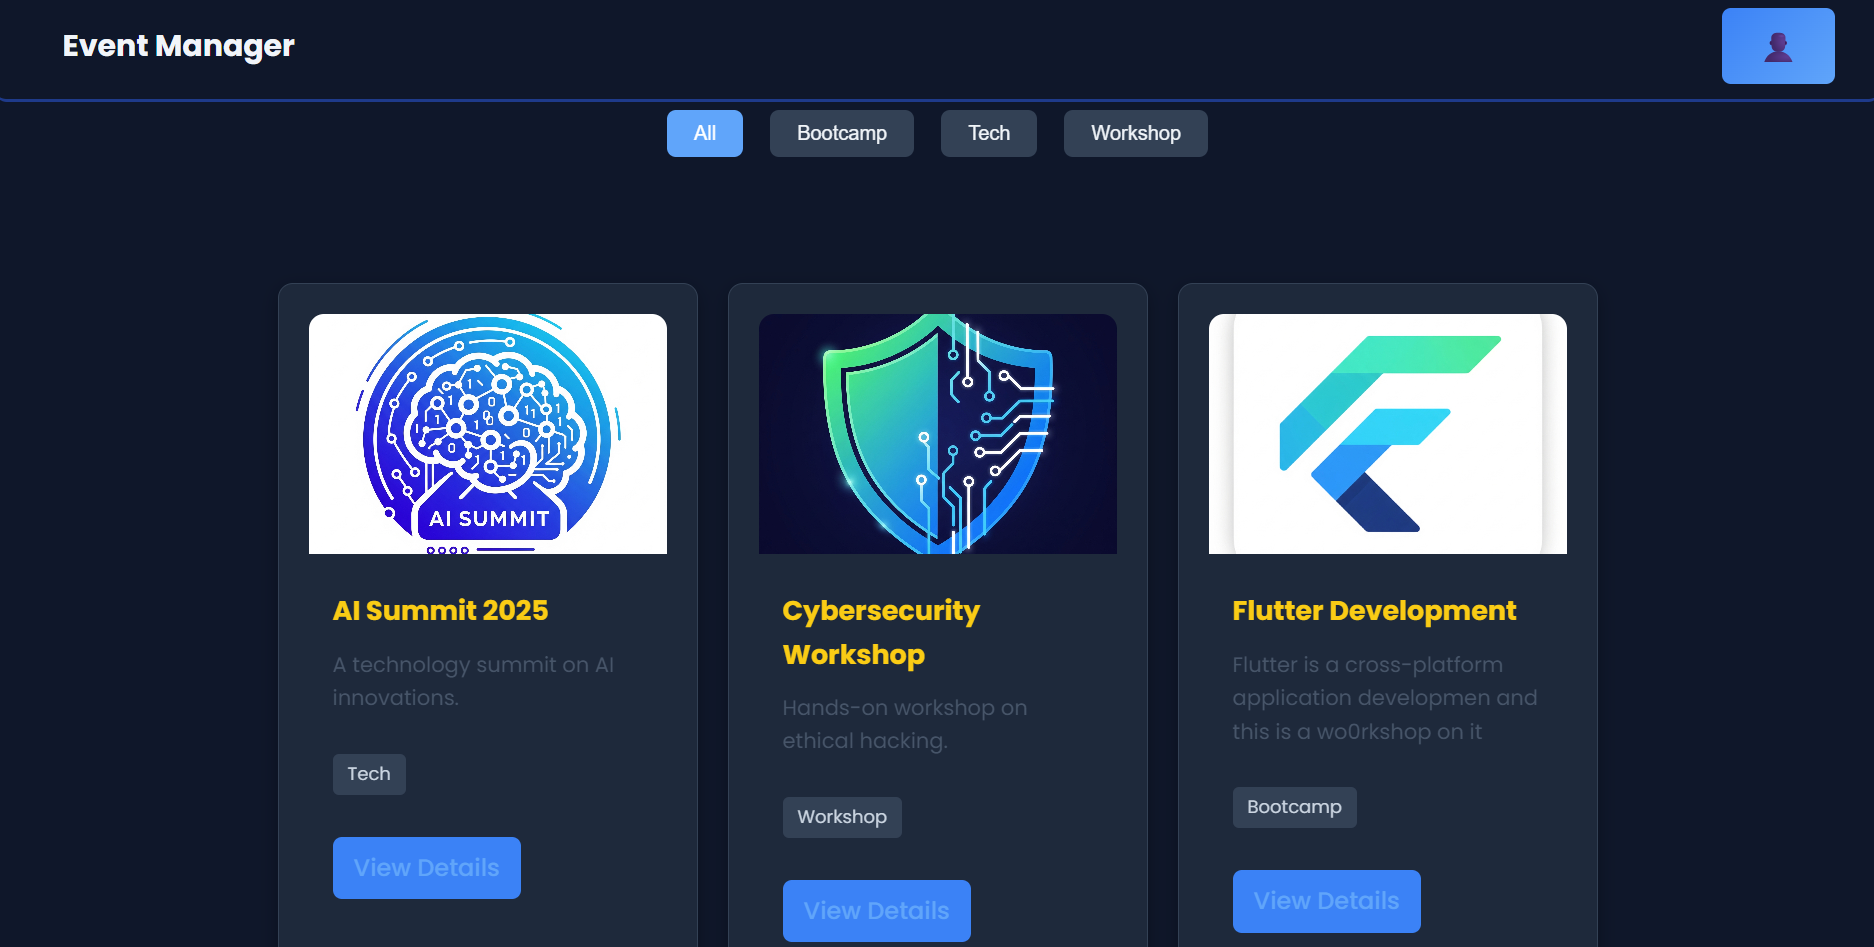 Event Manager
All
Bootcamp
Tech
Workshop
AI SUMMIT
AI Summit 2025
A technology summit on AI
innovations.
Tech
View Details
Cybersecurity
Workshop
Hands-on workshop on
ethical hacking.
Workshop
View Details
Flutter Development
Flutter is a cross-platform
application developmen and
this is a wo0rkshop on it
Bootcamp
View Details